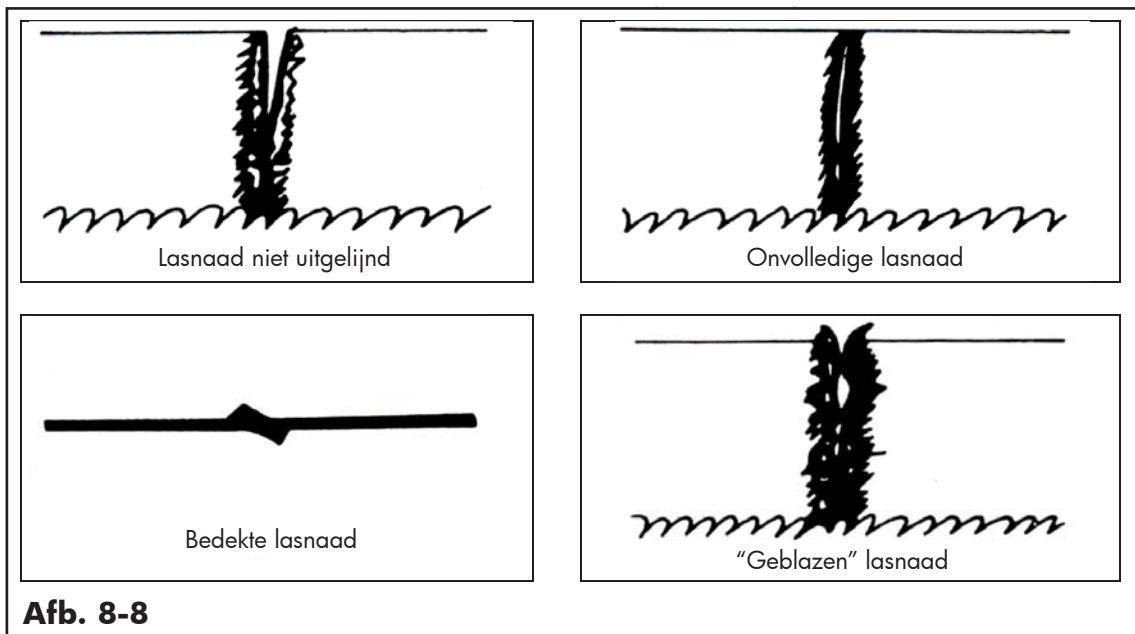 Lasnaad niet uitgelijnd
Onvolledige lasnaad
Bedekte lasnaad
“Geblazen” lasnaad
Afb. 8-8